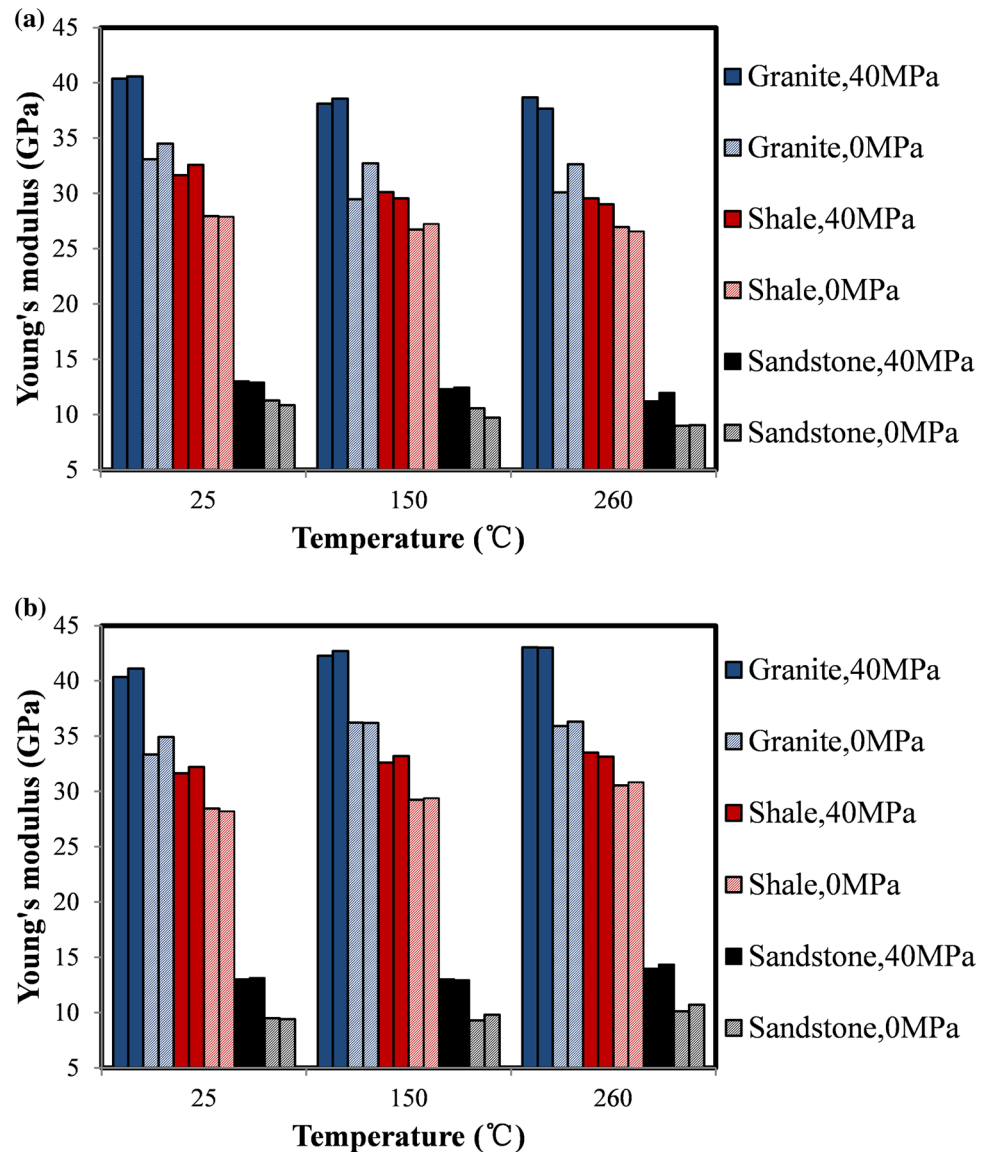 (a)
45
40
35
30
25
20
15
10
5
Young's modulus (GPa)
25
150
260
Temperature (℃)
Granite,40MPa
Granite,0MPa
Shale,40MPa
Shale,0MPa
Sandstone,40MPa
Sandstone,0MPa
(b)
45
40
35
30
25
20
15
10
5
Young's modulus (GPa)
25
150
260
Temperature (℃)
Granite,40MPa
Granite,0MPa
Shale,40MPa
Shale,0MPa
Sandstone,40MPa
Sandstone,0MPa